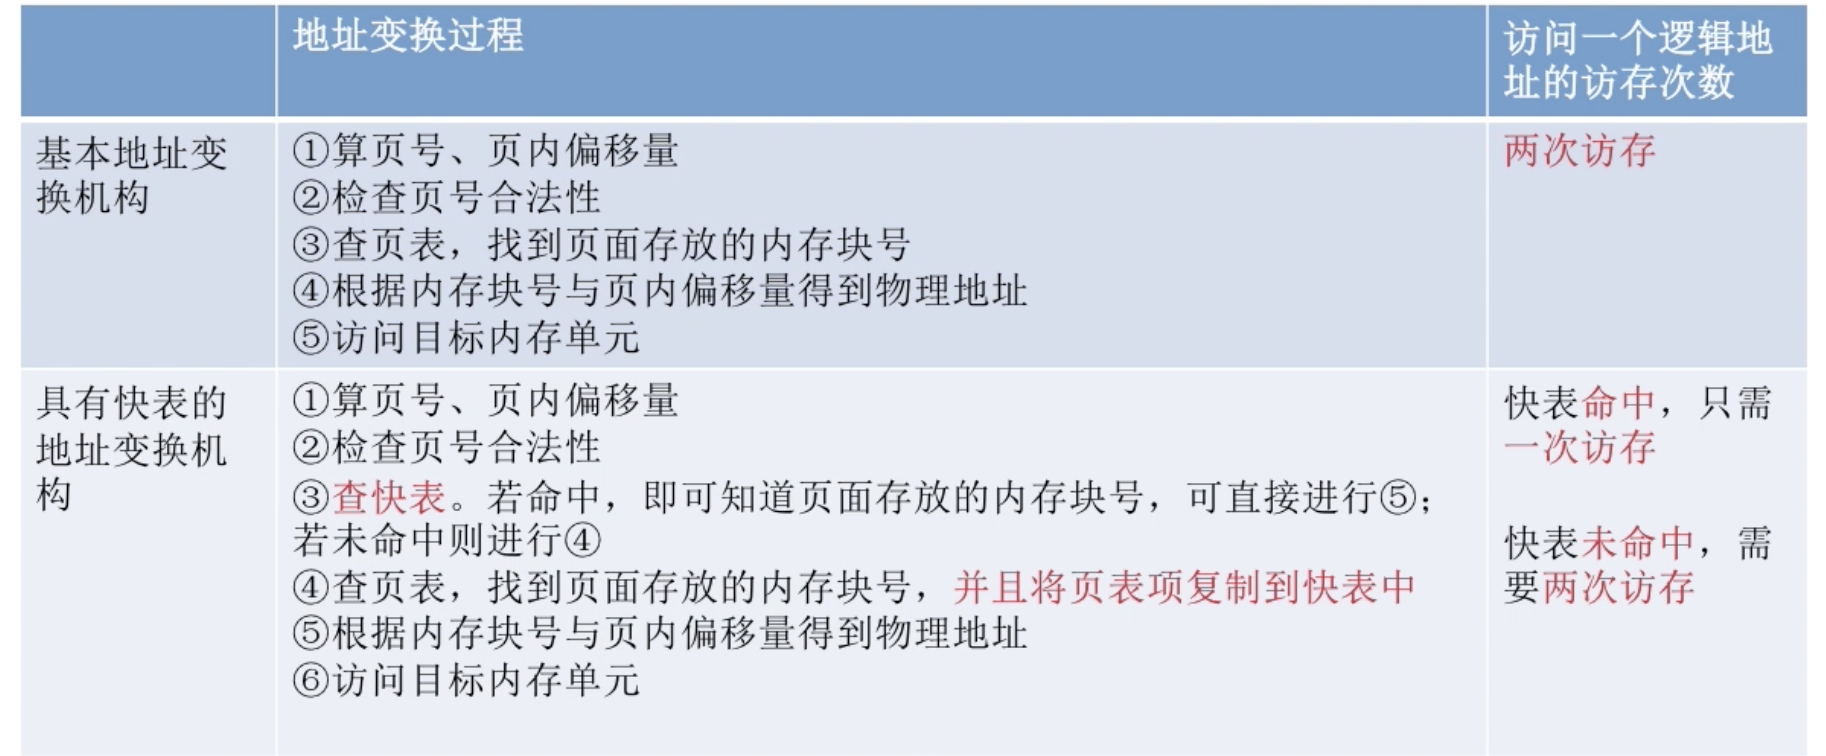 地址变换过程
访问一个逻辑地
址的访存次数
基本地址变
换机构
①算页号、页内偏移量
②检查页号合法性
③查页表，找到页面存放的内存块号
④根据内存块号与页内偏移量得到物理地址
⑤访问目标内存单元
两次访存
具有快表的
地址变换机
构
①算页号、页内偏移量
②检查页号合法性
③查快表。若命中，即可知道页面存放的内存块号，可直接进行⑤；
若未命中则进行④
④查页表，找到页面存放的内存块号，并且将页表项复制到快表中
⑤根据内存块号与页内偏移量得到物理地址
⑥访问目标内存单元
快表命中，只需
一次访存
快表未命中，需
要两次访存